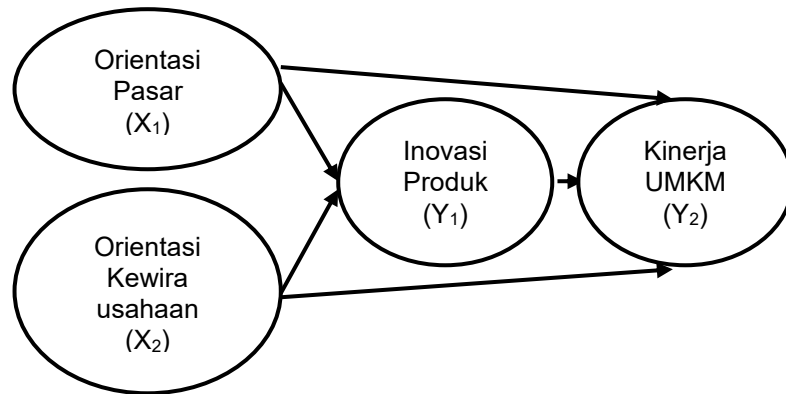 Orientasi
Pasar
(X₁)
Inovasi
Produk
(Y₁)
Kinerja
UMKM
(Y₂)
Orientasi
Kewira
usahaan
(X₂)